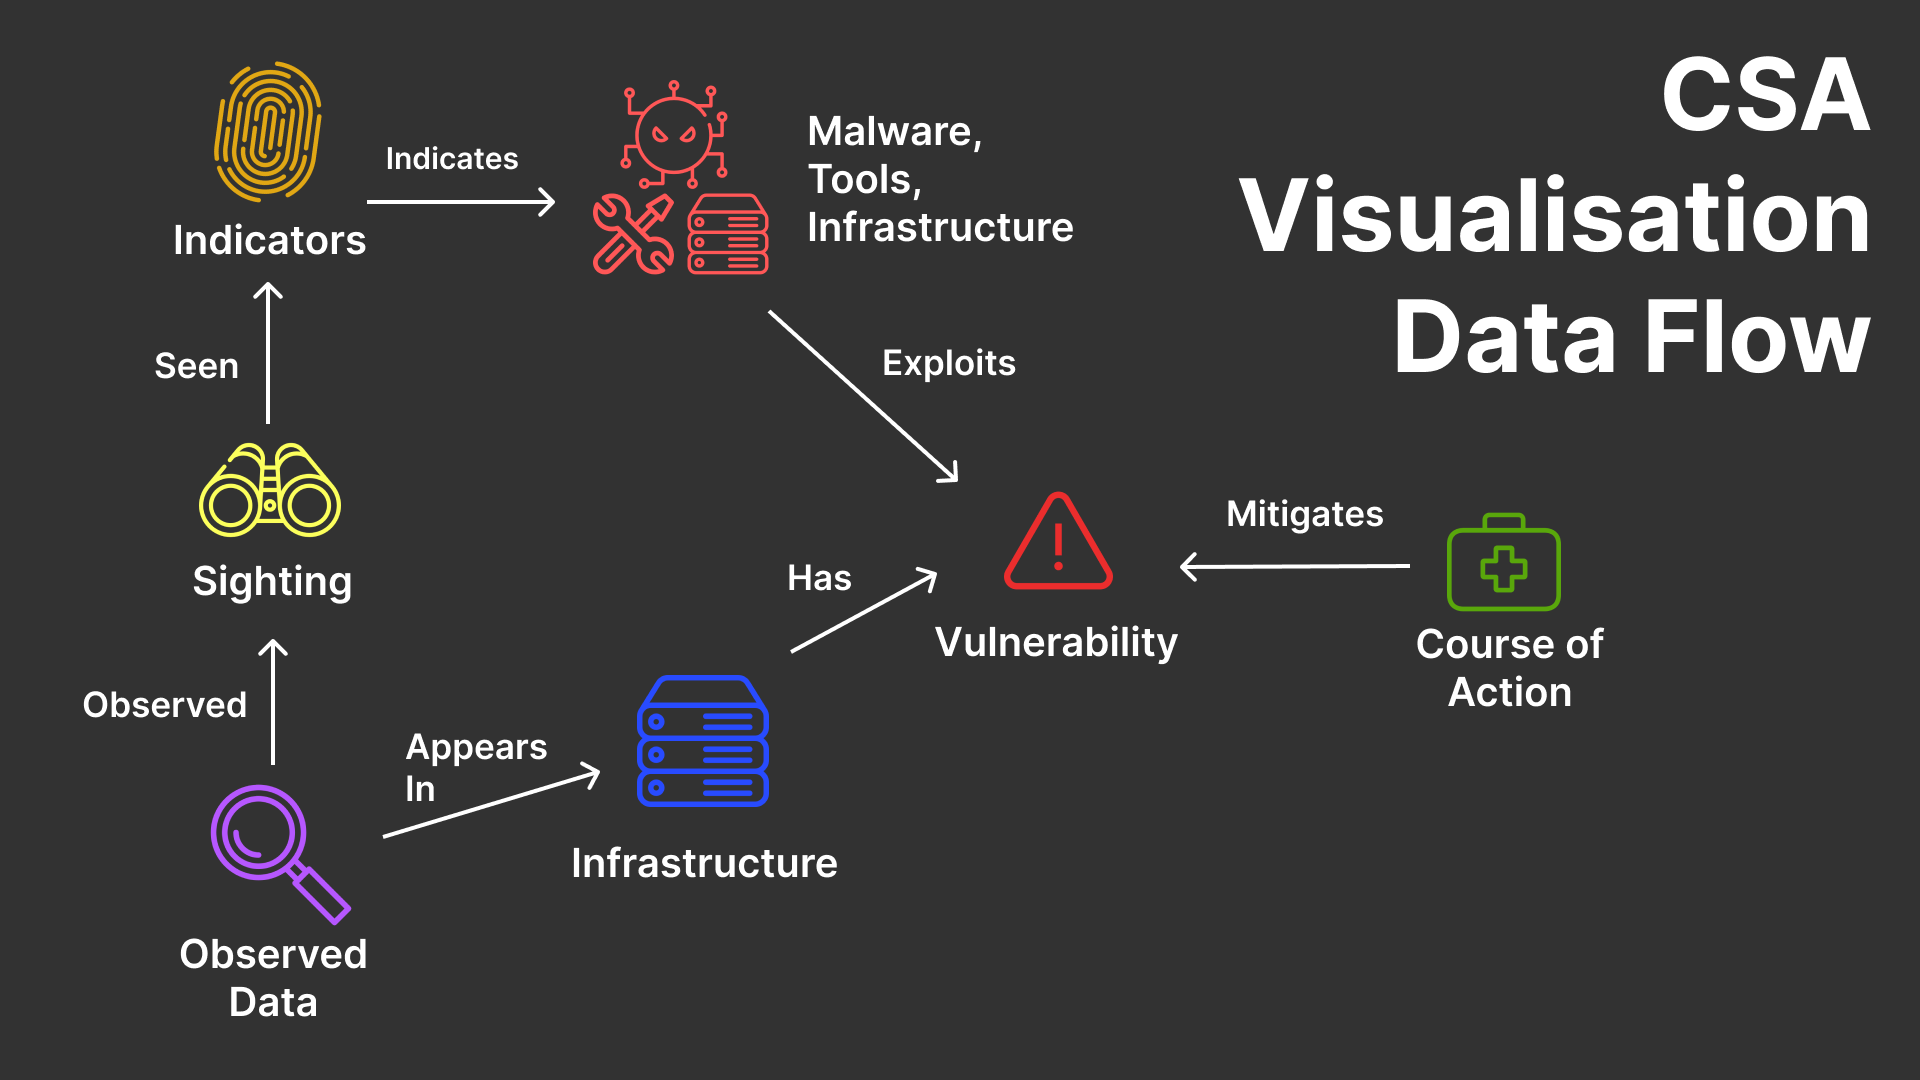 CSA
Visualisation
Data Flow
Indicators
Indicates
Malware,
Tools,
Infrastructure
Seen
Exploits
Sighting
Has
Vulnerability
Mitigates
Course of
Action
Observed
Appears
In
Infrastructure
Observed
Data